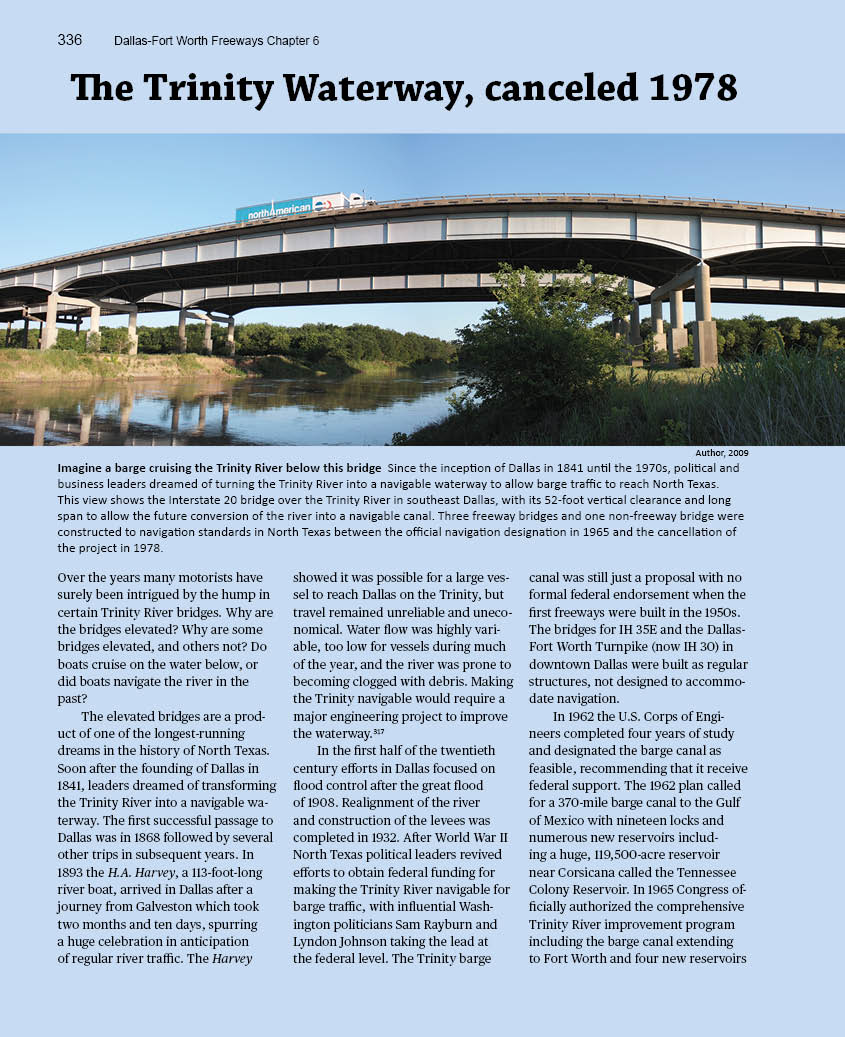 336 Dallas-Fort Worth Freeways Chapter 6
The Trinity Waterway, canceled 1978
northAmerican
Author, 2009
Imagine a barge cruising the Trinity River below this bridge Since the inception of Dallas in 1841 until the 1970s, political and
business leaders dreamed of turning the Trinity River into a navigable waterway to allow barge traffic to reach North Texas.
This view shows the Interstate 20 bridge over the Trinity River in southeast Dallas, with its 52-foot vertical clearance and long
span to allow the future conversion of the river into a navigable canal. Three freeway bridges and one non-freeway bridge were
constructed to navigation standards in North Texas between the official navigation designation in 1965 and the cancellation of
the project in 1978.
Over the years many motorists have
surely been intrigued by the hump in
certain Trinity River bridges. Why are
the bridges elevated? Why are some
bridges elevated, and others not? Do
boats cruise on the water below, or
did boats navigate the river in the
past?
The elevated bridges are a prod-
uct of one of the longest-running
dreams in the history of North Texas.
Soon after the founding of Dallas in
1841, leaders dreamed of transforming
the Trinity River into a navigable wa-
terway. The first successful passage to
Dallas was in 1868 followed by several
other trips in subsequent years. In
1893 the H.A. Harvey, a 113-foot-long
river boat, arrived in Dallas after a
journey from Galveston which took
two months and ten days, spurring
a huge celebration in anticipation
of regular river traffic. The Harvey
showed it was possible for a large ves-
sel to reach Dallas on the Trinity, but
travel remained unreliable and uneco-
nomical. Water flow was highly vari-
able, too low for vessels during much
of the year, and the river was prone to
becoming clogged with debris. Making
the Trinity navigable would require a
major engineering project to improve
the waterway.317
In the first half of the twentieth
century efforts in Dallas focused on
flood control after the great flood
of 1908. Realignment of the river
and construction of the levees was
completed in 1932. After World War II
North Texas political leaders revived
efforts to obtain federal funding for
making the Trinity River navigable for
barge traffic, with influential Wash-
ington politicians Sam Rayburn and
Lyndon Johnson taking the lead at
the federal level. The Trinity barge
canal was still just a proposal with no
formal federal endorsement when the
first freeways were built in the 1950s.
The bridges for IH 35E and the Dallas-
Fort Worth Turnpike (now IH 30) in
downtown Dallas were built as regular
structures, not designed to accommo-
date navigation.
In 1962 the U.S. Corps of Engi-
neers completed four years of study
and designated the barge canal as
feasible, recommending that it receive
federal support. The 1962 plan called
for a 370-mile barge canal to the Gulf
of Mexico with nineteen locks and
numerous new reservoirs includ-
ing a huge, 119,500-acre reservoir
near Corsicana called the Tennessee
Colony Reservoir. In 1965 Congress of-
ficially authorized the comprehensive
Trinity River improvement program
including the barge canal extending
to Fort Worth and four new reservoirs